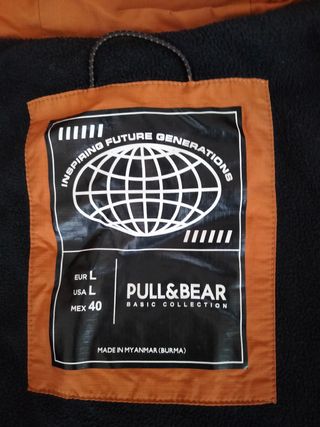 INSPIRING FUTURE GENERATIONS
EUR L
USA L
MEX 40
PULL&BEAR
BASIC COLLECTION
MADE IN MYANMAR (BURMA)